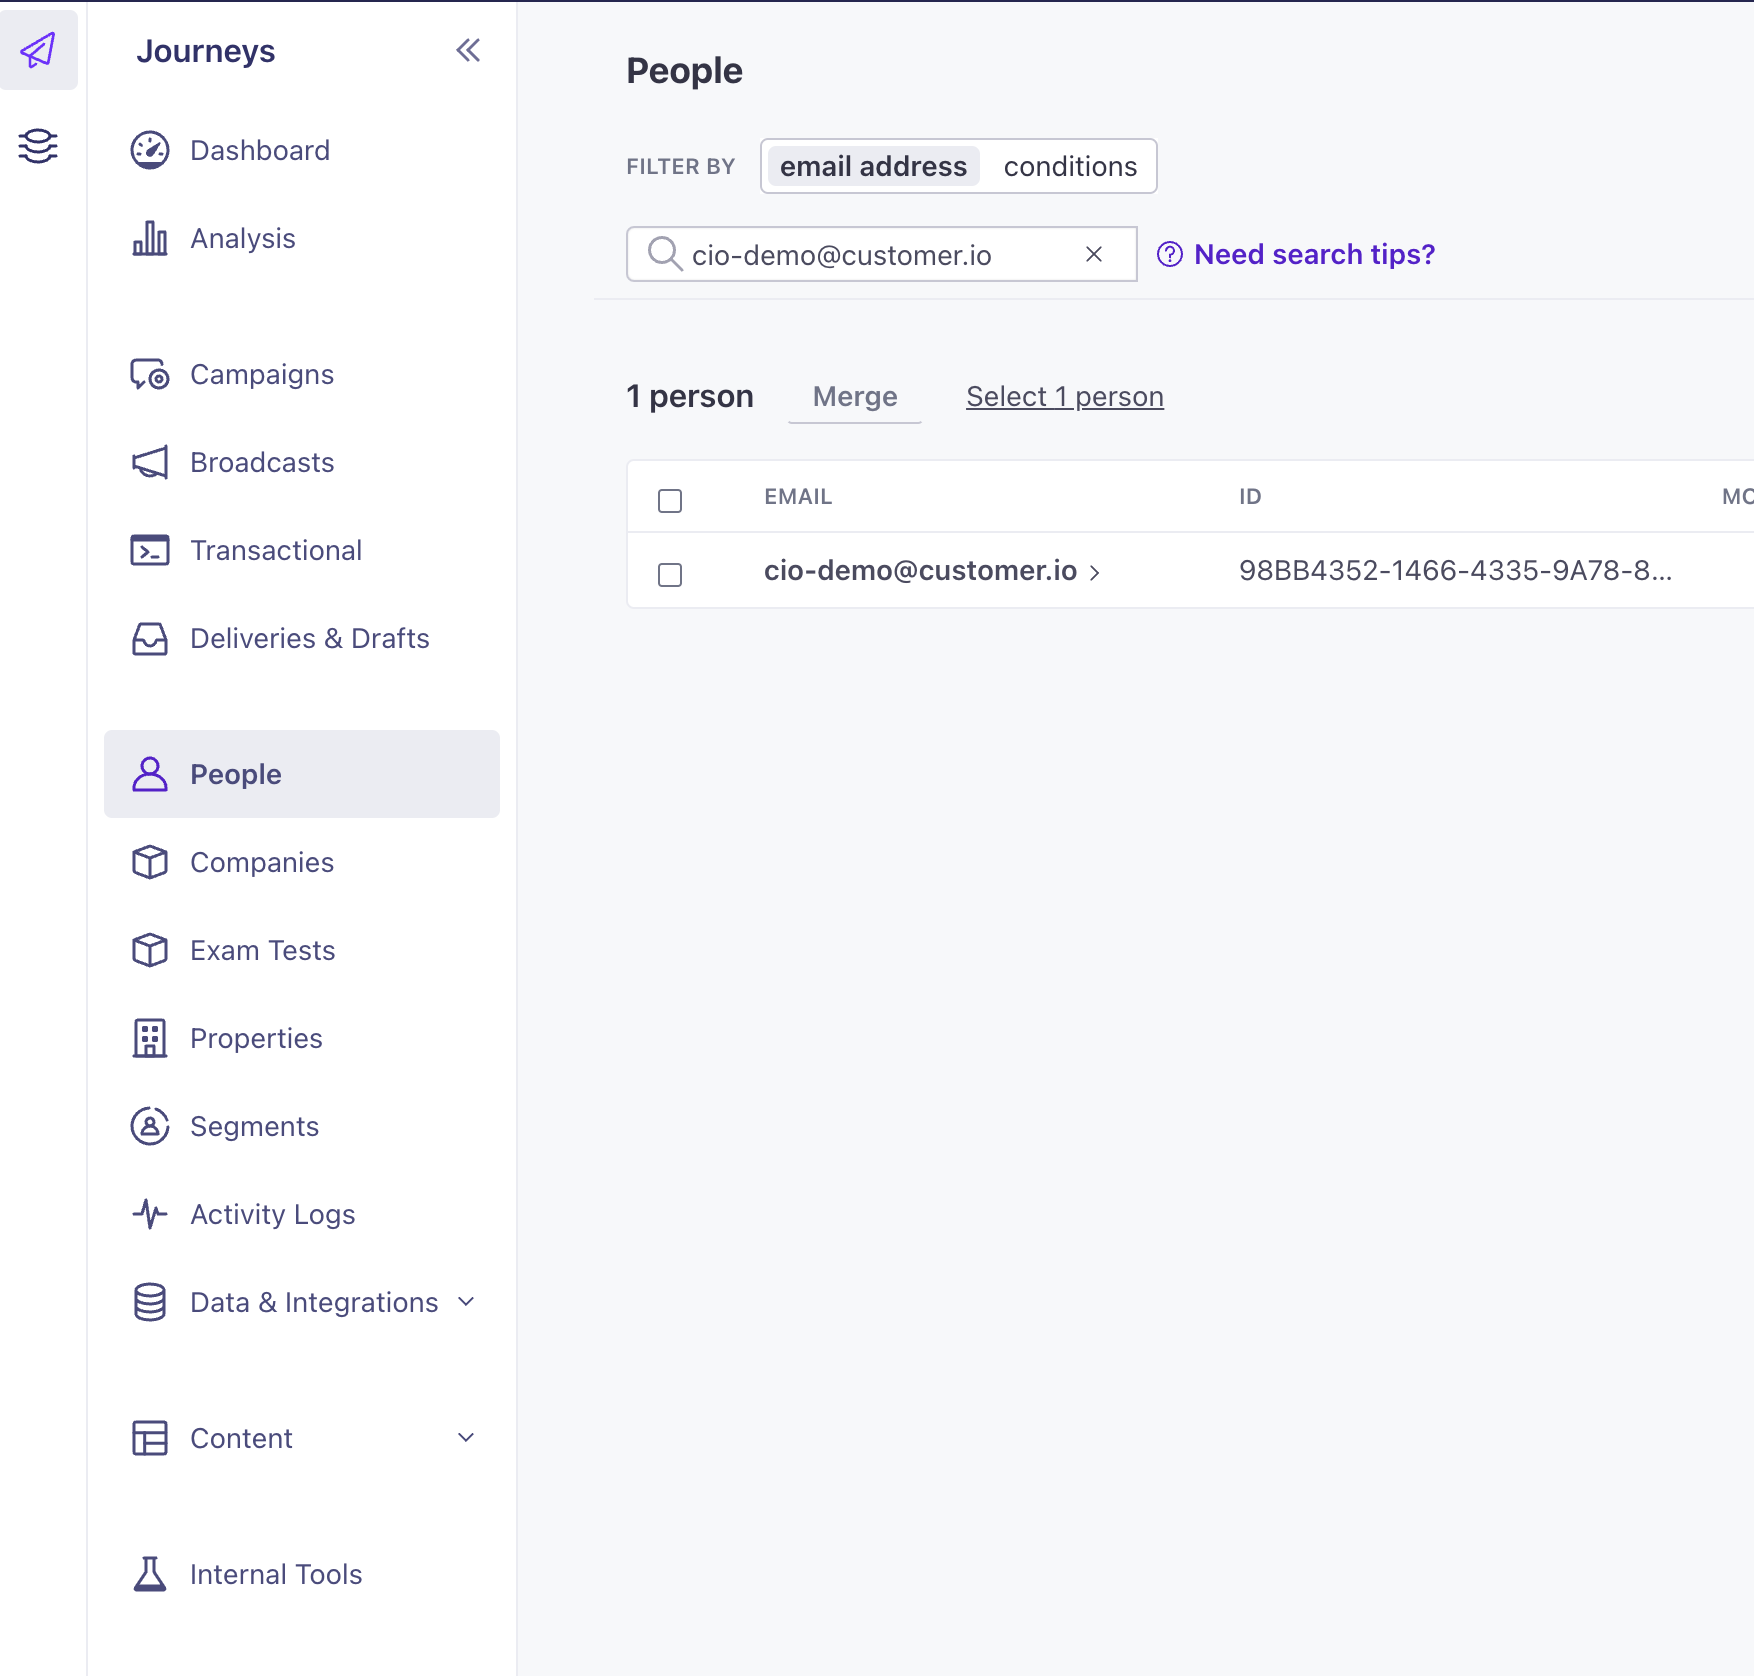 Journeys
Dashboard
Analysis
Campaigns
Broadcasts
Transactional
Deliveries & Drafts
People
Companies
Exam Tests
Properties
Segments
Activity Logs
Data & Integrations
Content
Internal Tools
People
FILTER BY email address conditions
cio-demo@customer.io Need search tips?
1 person Merge Select 1 person
EMAIL ID MO
cio-demo@customer.io 98BB4352-1466-4335-9A78-8...